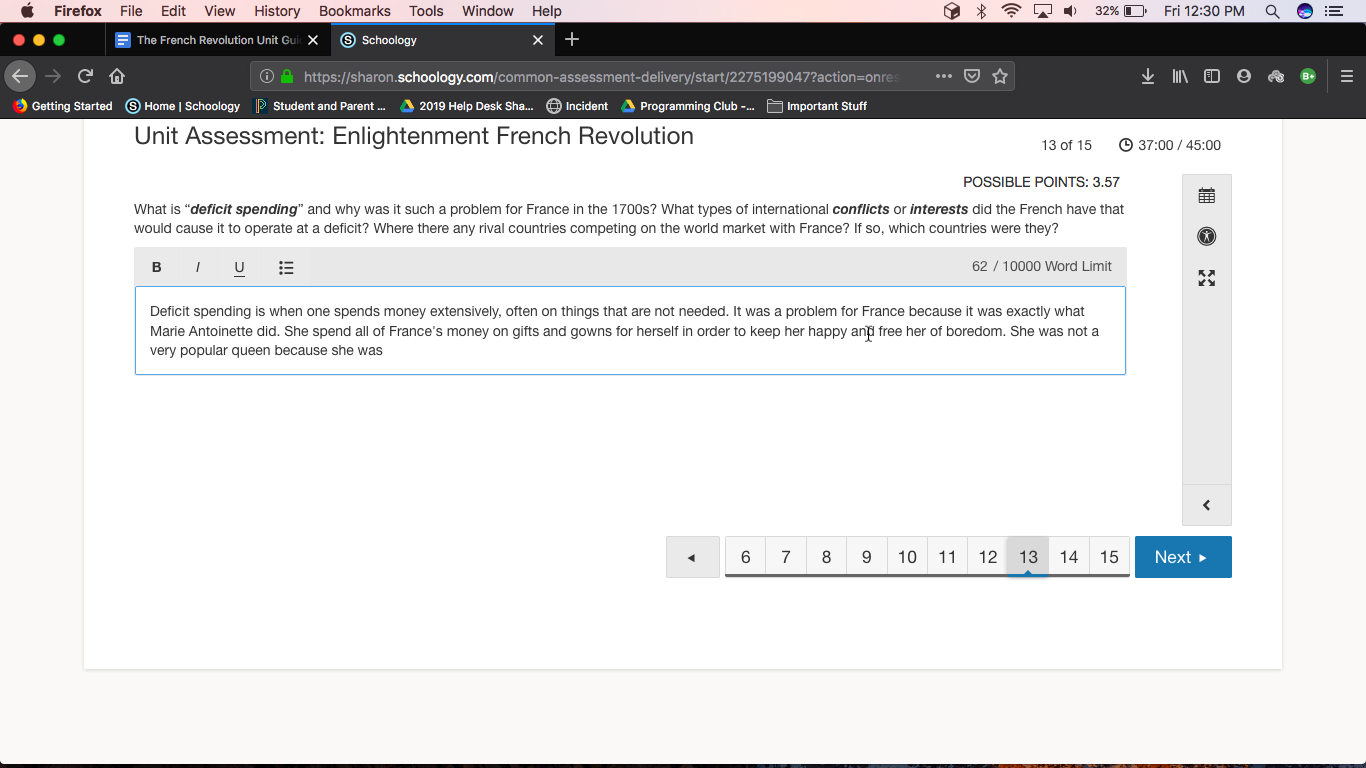 Firefox File Edit View History Bookmarks Tools Window Help 32% Fri 12:30 PM
The French Revolution Unit Gui Schoology
https://sharon.schoology.com/common-assessment-delivery/start/2275199047?action=onres
Getting Started Home | Schoology Student and Parent ... 2019 Help Desk Sha... Incident Programming Club -... Important Stuff
Unit Assessment: Enlightenment French Revolution
13 of 15 37:00 / 45:00
POSSIBLE POINTS: 3.57
What is “deficit spending” and why was it such a problem for France in the 1700s? What types of international conflicts or interests did the French have that
would cause it to operate at a deficit? Where there any rival countries competing on the world market with France? If so, which countries were they?
B I U 62 / 10000 Word Limit
Deficit spending is when one spends money extensively, often on things that are not needed. It was a problem for France because it was exactly what
Marie Antoinette did. She spend all of France's money on gifts and gowns for herself in order to keep her happy and free her of boredom. She was not a
very popular queen because she was
6 7 8 9 10 11 12 13 14 15 Next